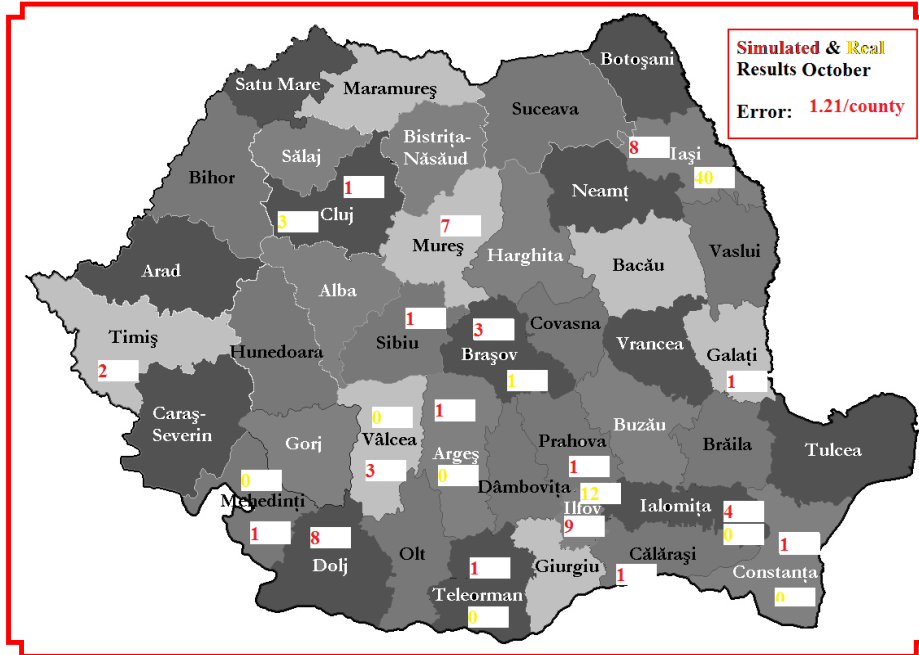 Simulated & Real
Results October
Error: 1.21/county
Botoşani
Satu Mare
Maramureş
Suceava
Bistriţa-
Năsăud
8
Iaşi
Sălaj
40
Bihor
1
Neamţ
3
Cluj
7
Mureş
Vaslui
Harghita
Bacău
Arad
Alba
1
3
Covasna
Timiş
Sibiu
Braşov
Vrancea
Galaţi
Hunedoara
2
1
1
Caraş-
Severin
0
1
Gorj
Vâlcea
Prahova
Buzău
Brăila
Tulcea
Argeş
3
1
0
0
Dâmboviţa
12
Mehedinţi
Ilfov
Ialomiţa
4
9
0
1
8
1
Olt
Călăraşi
Dolj
1
Giurgiu
1
Constanţa
Teleorman
0
0